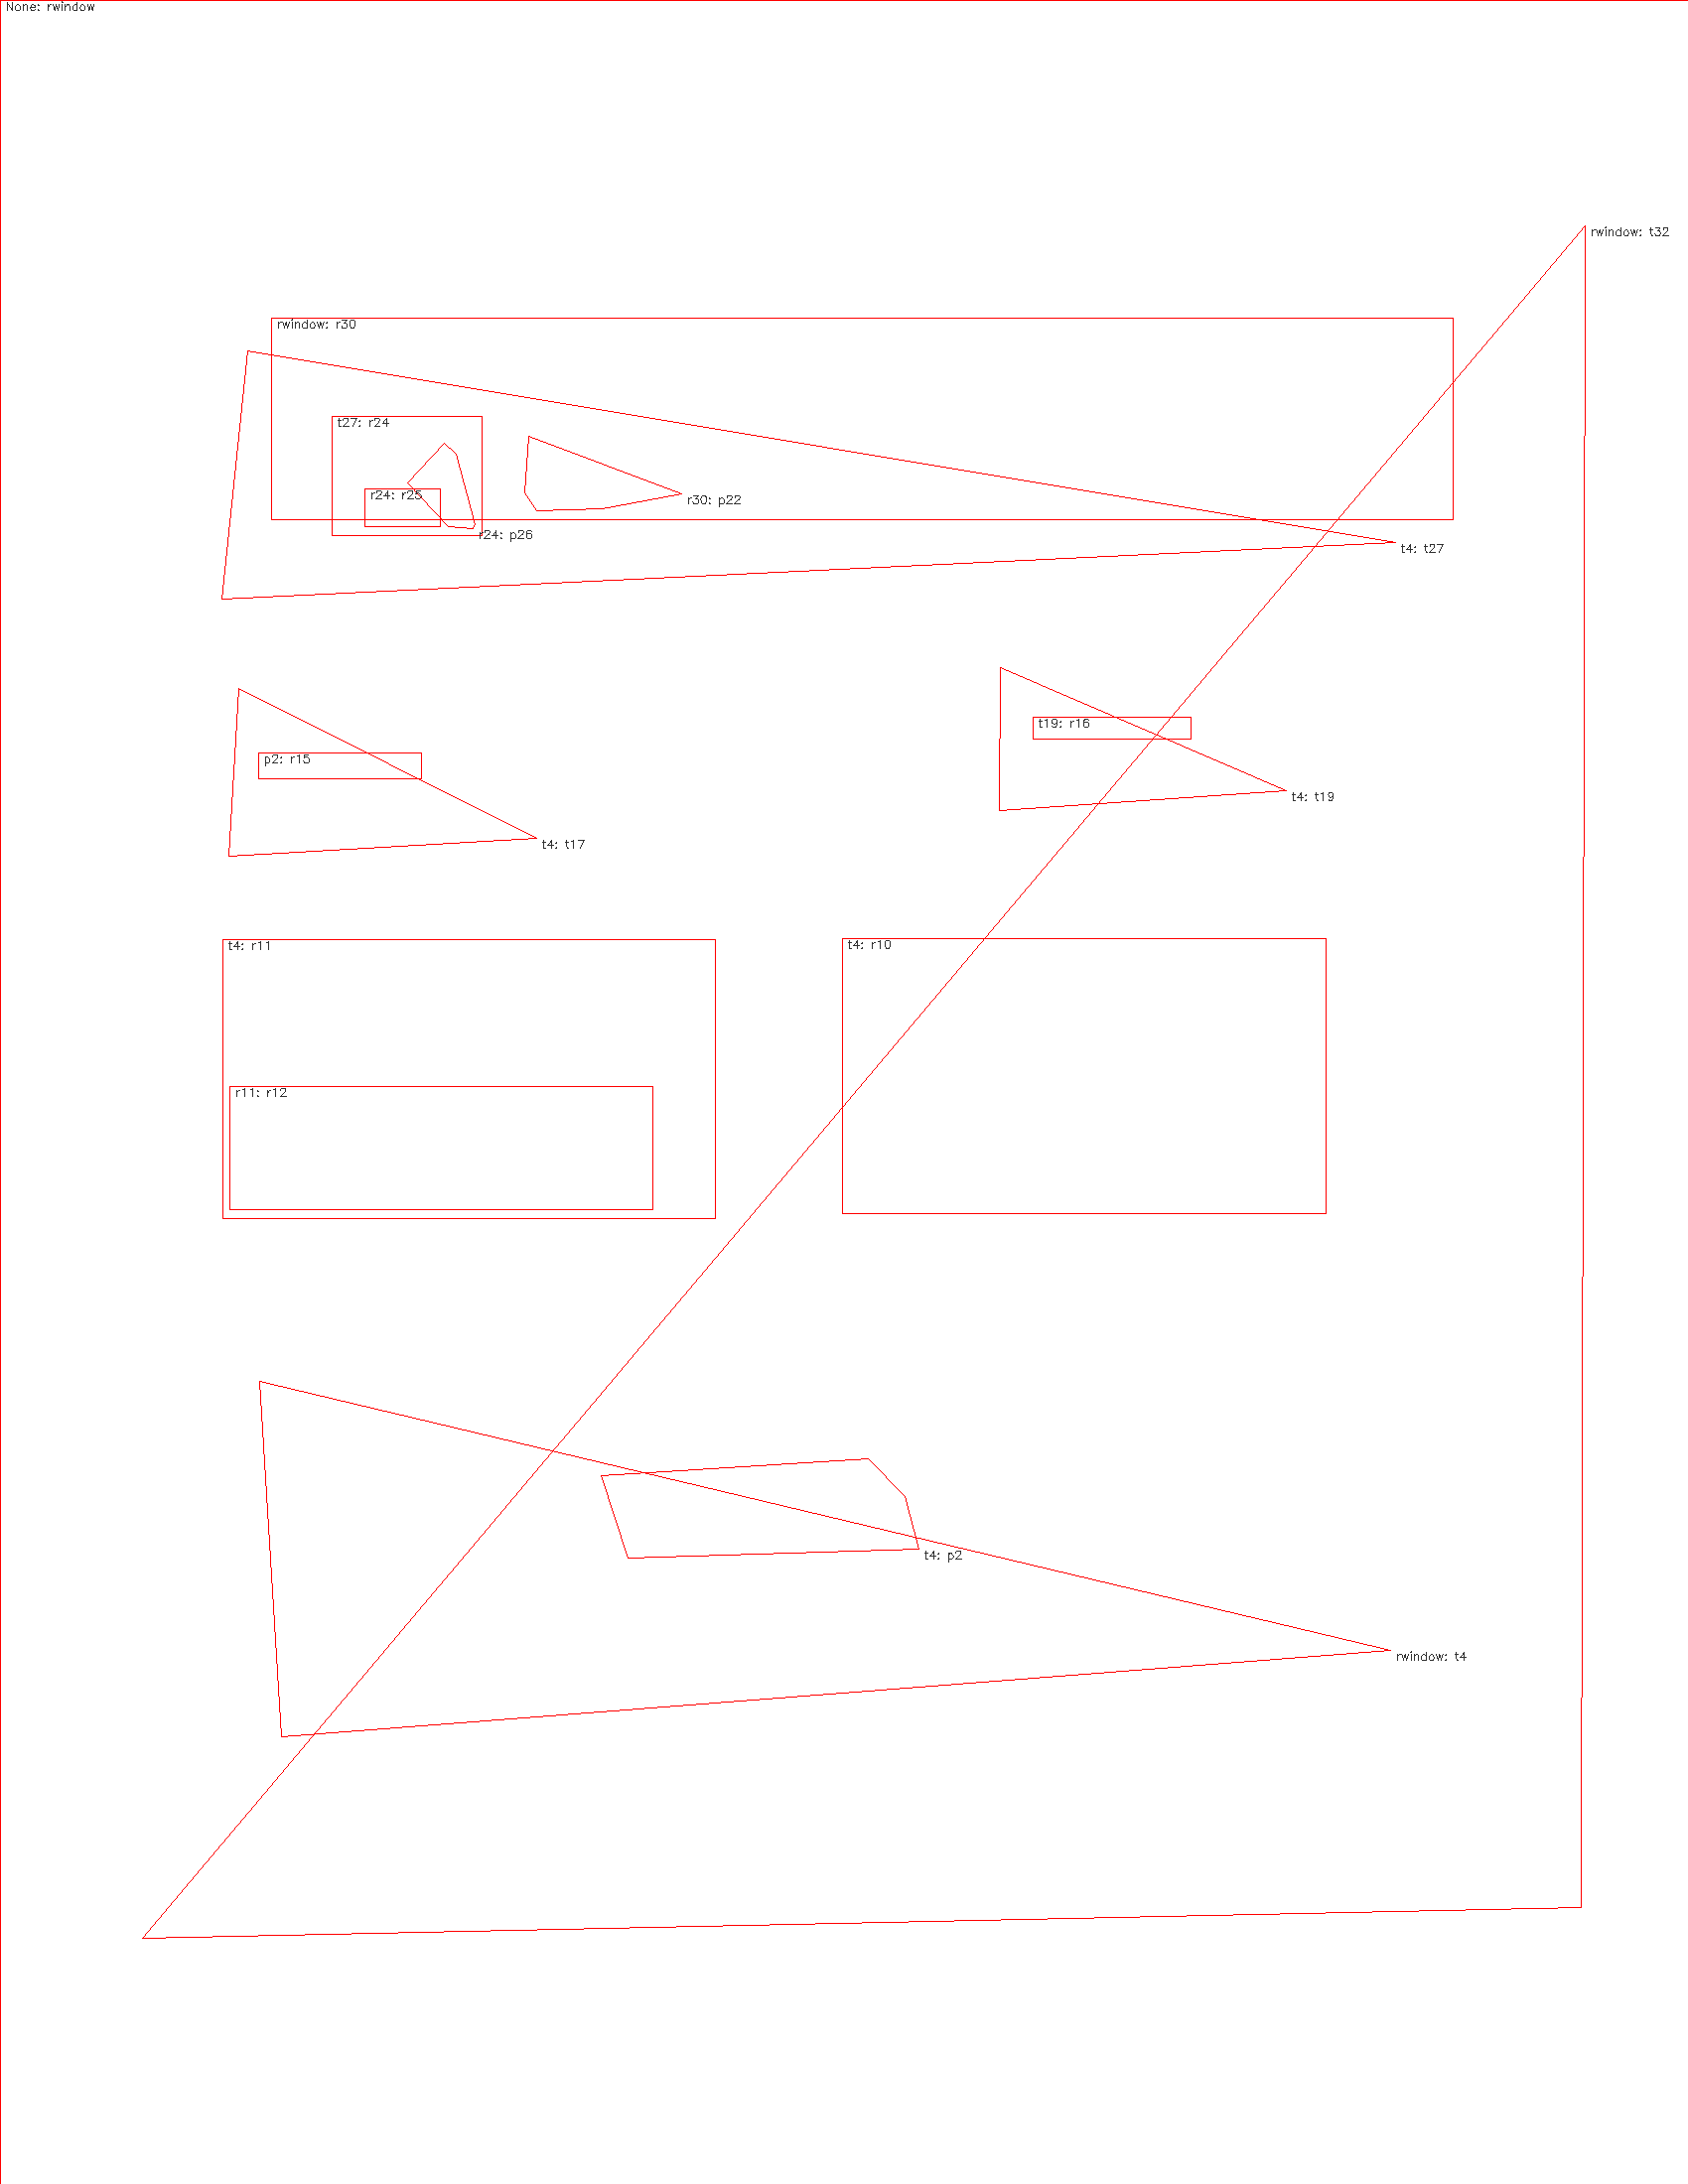 None: rwindow
rwindow: t32
rwindow: r30
t27: r24
r24: r25
r30: p22
r24: p26
t4: t27
t19: r16
p2: r15
t4: t19
t4: t17
t4: r11
t4: r10
r11: r12
t4: p2
rwindow: t4